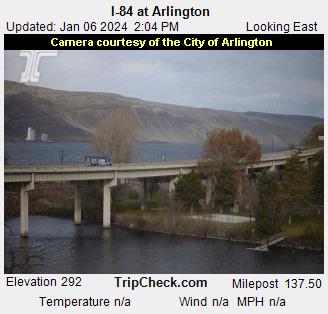 I-84 at Arlington
Updated: Jan 06 2024 2:04 PM Looking East
Camera courtesy of the City of Arlington
Elevation 292 TripCheck.com Milepost 137.50
Temperature n/a Wind n/a MPH n/a